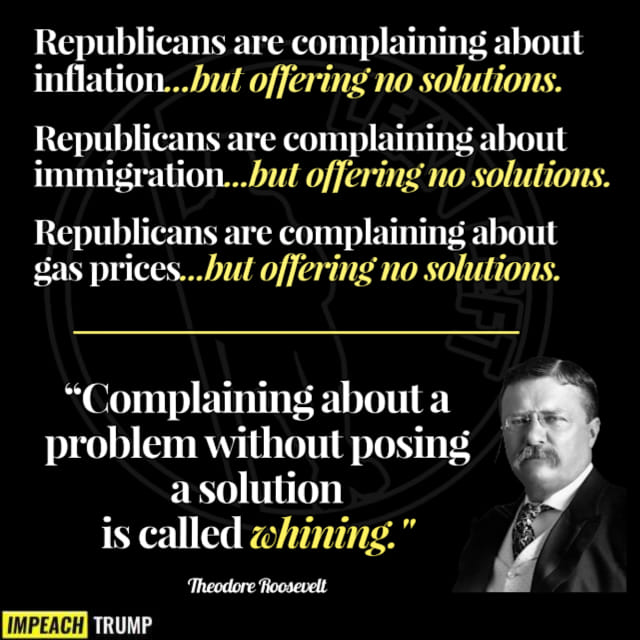 Republicans are complaining about
inflation...but offering no solutions.
Republicans are complaining about
immigration...but offering no solutions.
Republicans are complaining about
gas prices...but offering no solutions.
“Complaining about a
problem without posing
a solution
is called whining."
Theodore Roosevelt
IMPEACH TRUMP